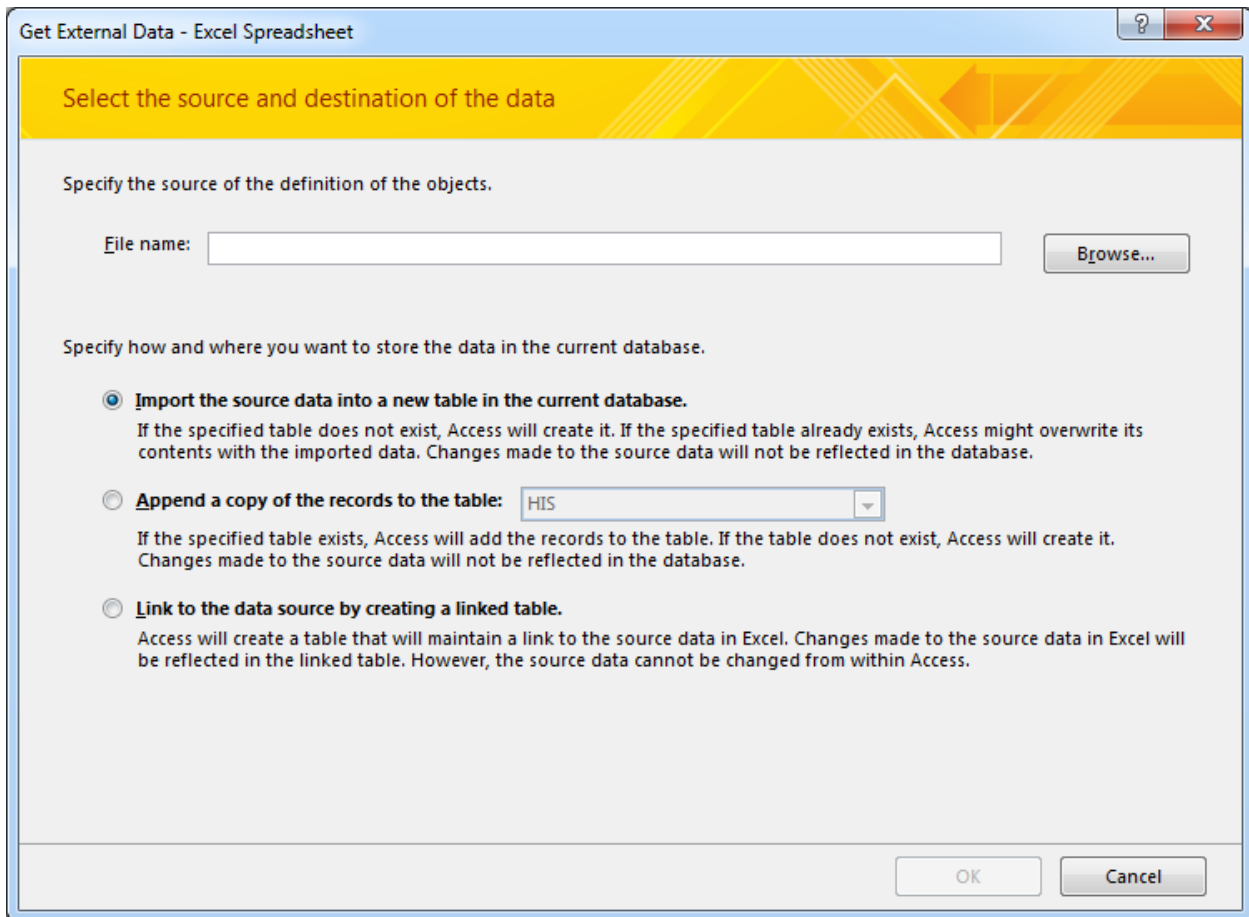 Get External Data - Excel Spreadsheet
?
X
Select the source and destination of the data
Specify the source of the definition of the objects.
File name:
Browse...
Specify how and where you want to store the data in the current database.
Import the source data into a new table in the current database.
If the specified table does not exist, Access will create it. If the specified table already exists, Access might overwrite its
contents with the imported data. Changes made to the source data will not be reflected in the database.
Append a copy of the records to the table: HIS
If the specified table exists, Access will add the records to the table. If the table does not exist, Access will create it.
Changes made to the source data will not be reflected in the database.
Link to the data source by creating a linked table.
Access will create a table that will maintain a link to the source data in Excel. Changes made to the source data in Excel will
be reflected in the linked table. However, the source data cannot be changed from within Access.
OK
Cancel